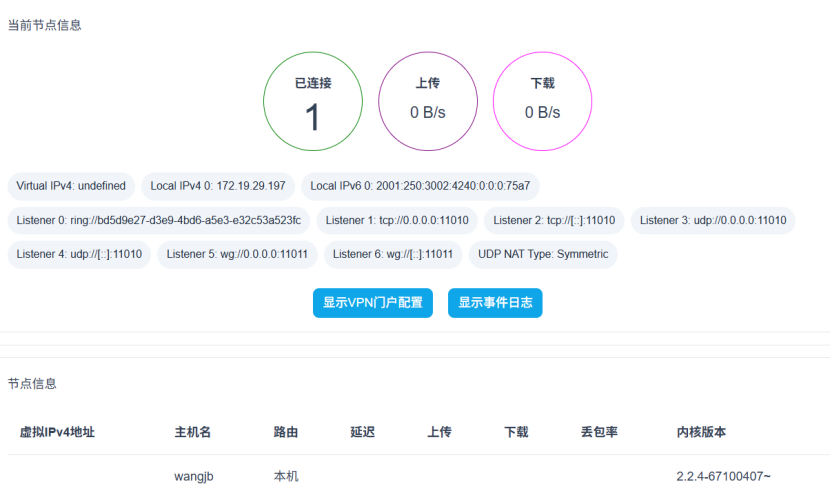 当前节点信息
已连接 上传 下载
1 0 B/s 0 B/s
Virtual IPv4: undefined Local IPv4 0: 172.19.29.197 Local IPv6 0: 2001:250:3002:4240:0:0:0:75a7
Listener 0: ring://bd5d9e27-d3e9-4bd6-a5e3-e32c53a523fc Listener 1: tcp://0.0.0.0:11010 Listener 2: tcp://[::]:11010 Listener 3: udp://0.0.0.0:11010
Listener 4: udp://[::]:11010 Listener 5: wg://0.0.0.0:11011 Listener 6: wg://[::]:11011 UDP NAT Type: Symmetric
显示VPN门户配置 显示事件日志
节点信息
虚拟IPv4地址 主机名 路由 延迟 上传 下载 丢包率 内核版本
wangjb 本机 2.2.4-67100407~